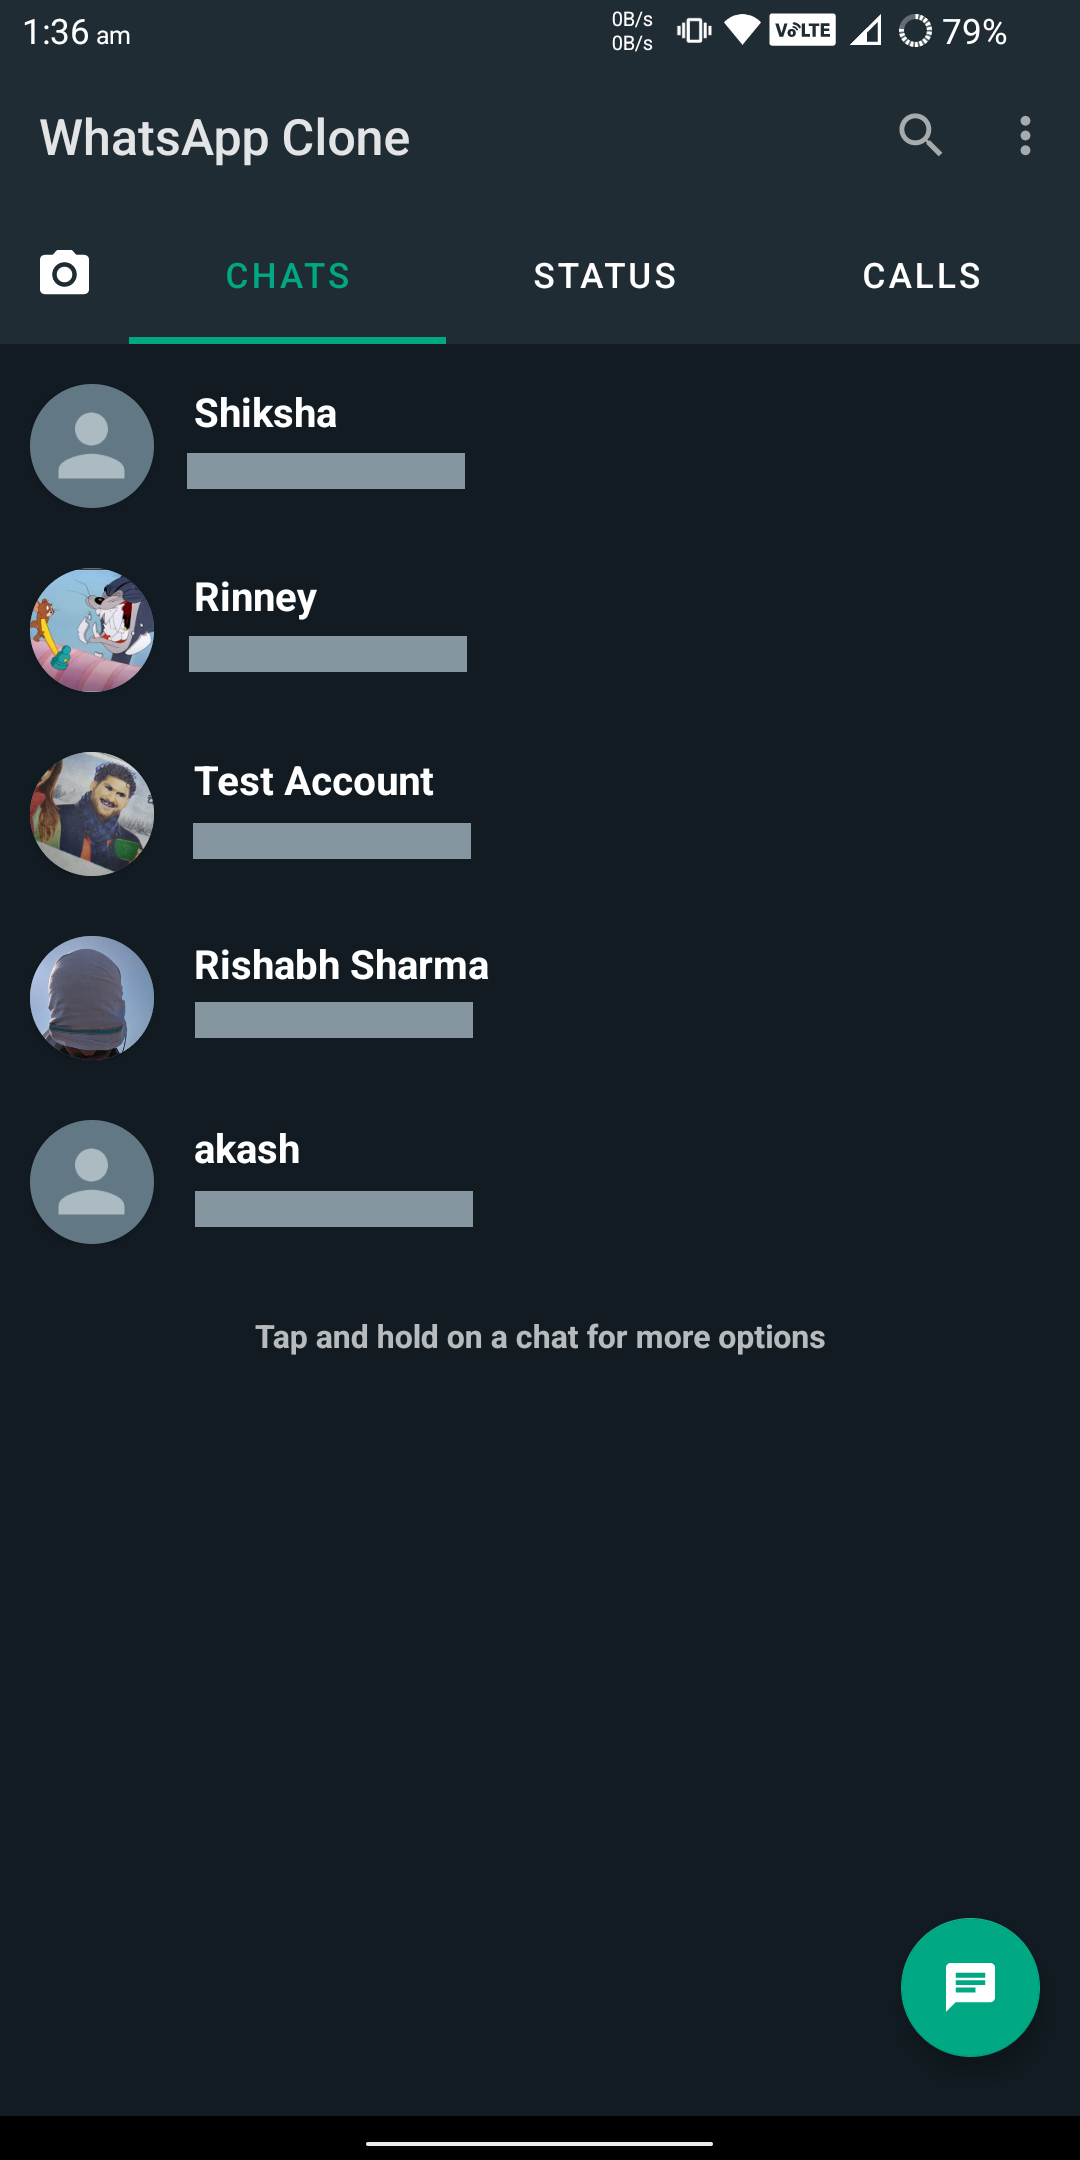 1:36 am
0B/s
0B/s
VoLTE
79%
WhatsApp Clone
CHATS
STATUS
CALLS
Shiksha
Rinney
Test Account
Rishabh Sharma
akash
Tap and hold on a chat for more options